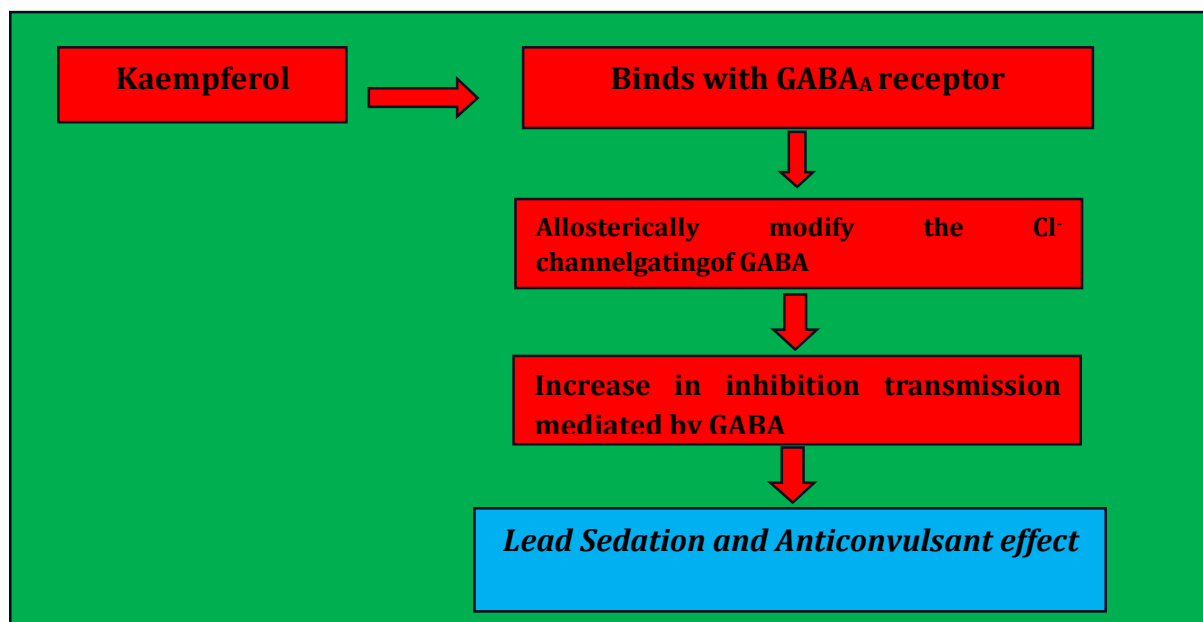 Kaempferol
Binds with GABA_A receptor
Allosterically modify the Cl⁻
channelgatingof GABA
Increase in inhibition transmission
mediated by GABA
Lead Sedation and Anticonvulsant effect